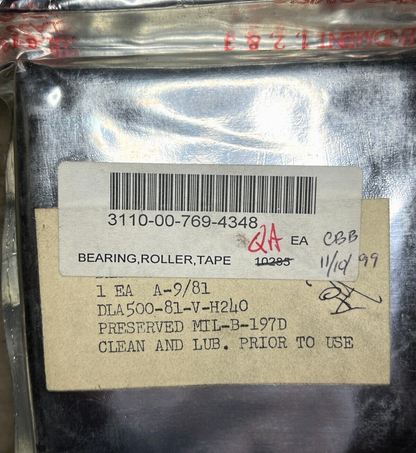 3110-00-769-4348
QA EA CBB
BEARING,ROLLER,TAPE 10285 11/10/99
1 EA A-9/81
DLA500-81-V-H240
PRESERVED MIL-B-197D
CLEAN AND LUB. PRIOR TO USE